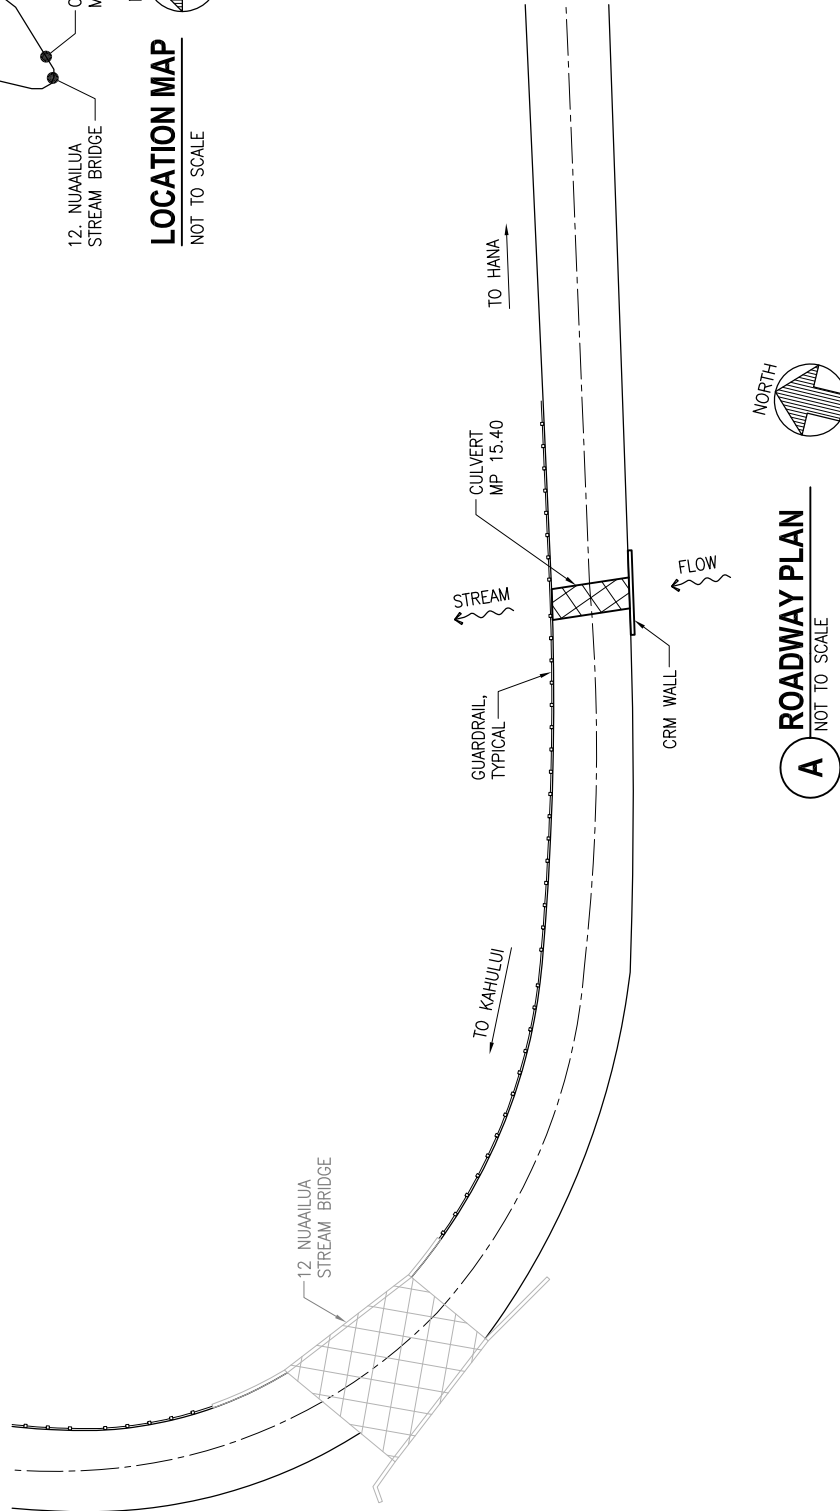 12. NUAAILUA
STREAM BRIDGE
LOCATION MAP
NOT TO SCALE
12 NUAAILUA
STREAM BRIDGE
TO KAHULUI
GUARDRAIL,
TYPICAL
STREAM
CULVERT
MP 15.40
TO HANA
CRM WALL
FLOW
A
ROADWAY PLAN
NOT TO SCALE
NORTH